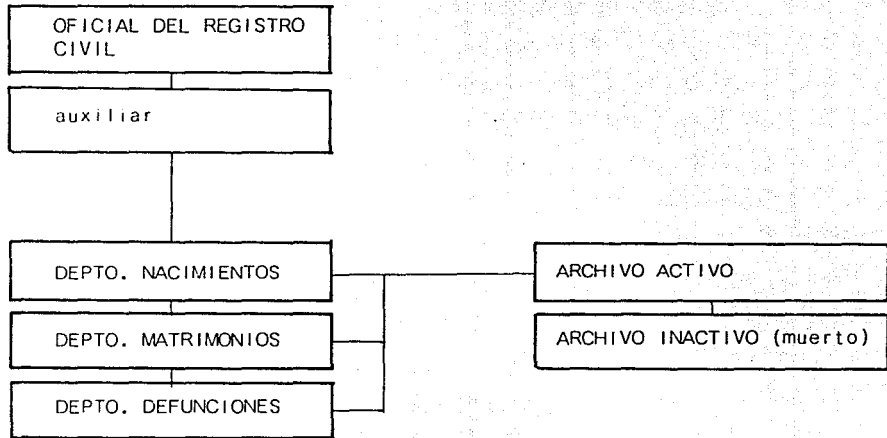 OFICIAL DEL REGISTRO
CIVIL
auxiliar
DEPTO. NACIMIENTOS
DEPTO. MATRIMONIOS
DEPTO. DEFUNCIONES
ARCHIVO ACTIVO
ARCHIVO INACTIVO (muerto)